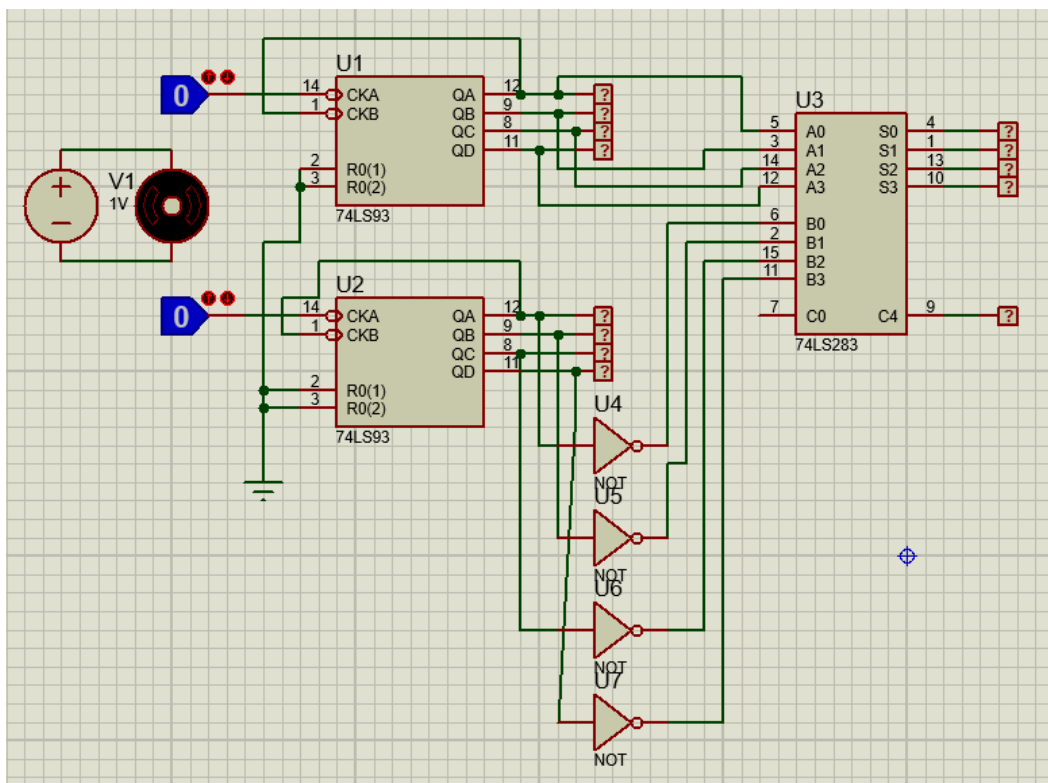 U1
0
14 CKA QA 12 ?
1 CKB QB 9 ?
QC 8 ?
QD 11 ?
2 R0(1)
3 R0(2)
74LS93
V1
1V
U2
0
14 CKA QA 12 ?
1 CKB QB 9 ?
QC 8 ?
QD 11 ?
2 R0(1)
3 R0(2)
74LS93
U3
5 A0 S0 4 ?
3 A1 S1 1 ?
14 A2 S2 13 ?
12 A3 S3 10 ?
6 B0
2 B1
15 B2
11 B3
7 C0 C4 9 ?
74LS283
U4
NOT
U5
NOT
U6
NOT
U7
NOT